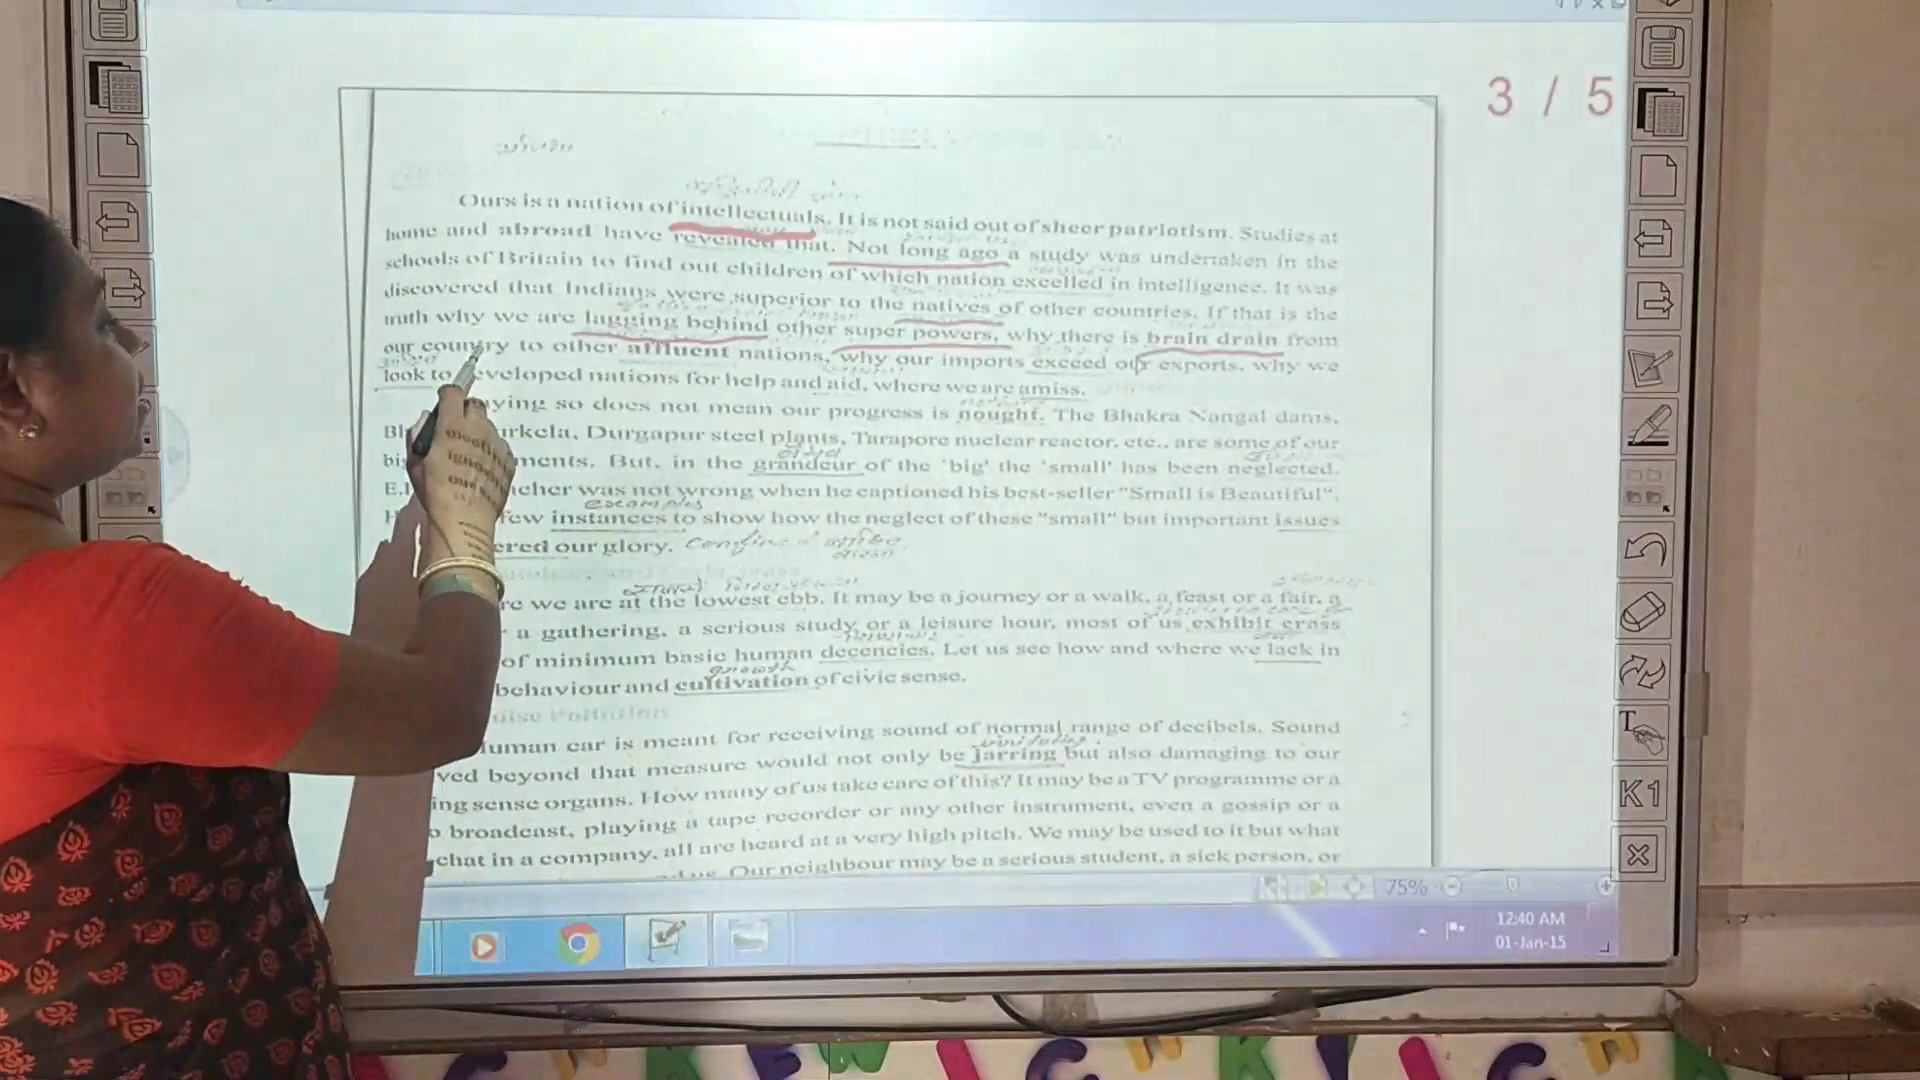 3 / 5
Ours is a nation of intellectuals. It is not said out of sheer patriotism. Studies at
home and abroad have revealed that. Not long ago a study was undertaken in the
schools of Britain to find out children of which nation excelled in intelligence. It was
discovered that Indians were superior to the natives of other countries. If that is the
truth why we are lagging behind other super powers, why there is brain drain from
our country to other affluent nations, why our imports exceed our exports, why we
look to developed nations for help and aid, where we are amiss.
ying so does not mean our progress is nought. The Bhakra Nangal dams,
rkela, Durgapur steel plants, Tarapore nuclear reactor, etc., are some of our
big ments. But, in the grandeur of the 'big' the 'small' has been neglected.
cher was not wrong when he captioned his best-seller "Small is Beautiful".
examples
few instances to show how the neglect of these "small" but important issues
ered our glory.
re we are at the lowest ebb. It may be a journey or a walk, a feast or a fair, a
a gathering, a serious study or a leisure hour, most of us exhibit crass
of minimum basic human decencies. Let us see how and where we lack in
growth
behaviour and cultivation of civic sense.
Pollution
uman ear is meant for receiving sound of normal range of decibels. Sound
ved beyond that measure would not only be jarring but also damaging to our
ing sense organs. How many of us take care of this? It may be a TV programme or a
o broadcast, playing a tape recorder or any other instrument, even a gossip or a
chat in a company, all are heard at a very high pitch. We may be used to it but what
Our neighbour may be a serious student, a sick person, or
75%
12:40 AM
01-Jan-15
T
K1